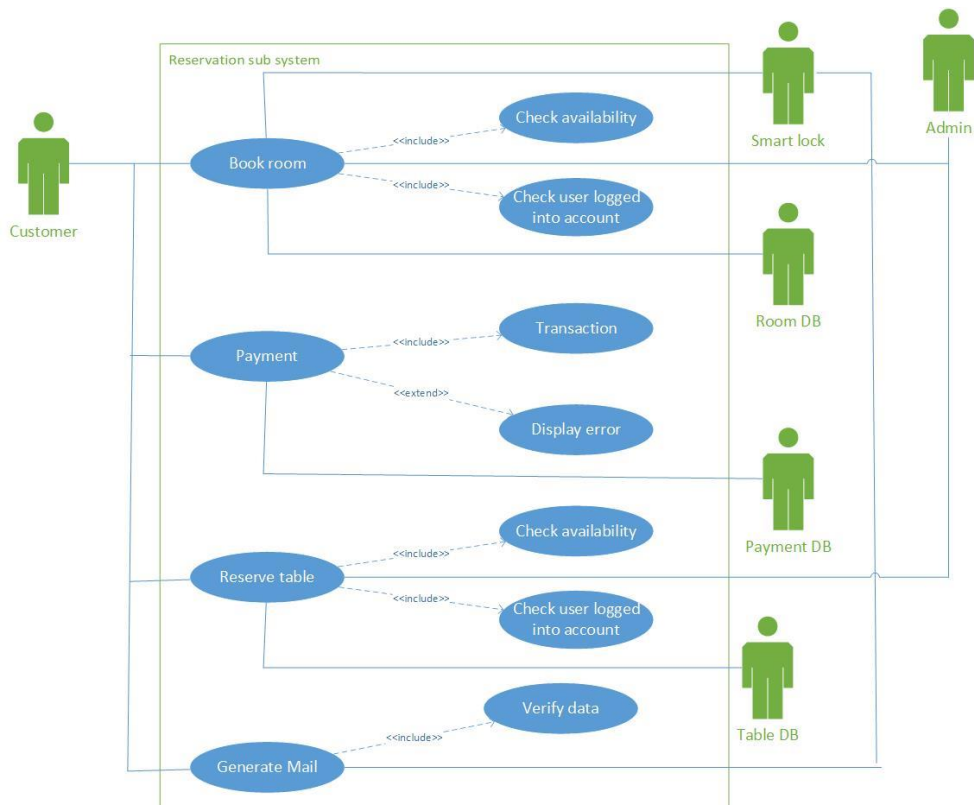 Reservation sub system
Customer
Smart lock
Admin
Book room
<<include>>
Check availability
<<include>>
Check user logged
into account
Room DB
Payment
<<include>>
Transaction
<<extend>>
Display error
Payment DB
Reserve table
<<include>>
Check availability
<<include>>
Check user logged
into account
Table DB
Generate Mail
<<include>>
Verify data